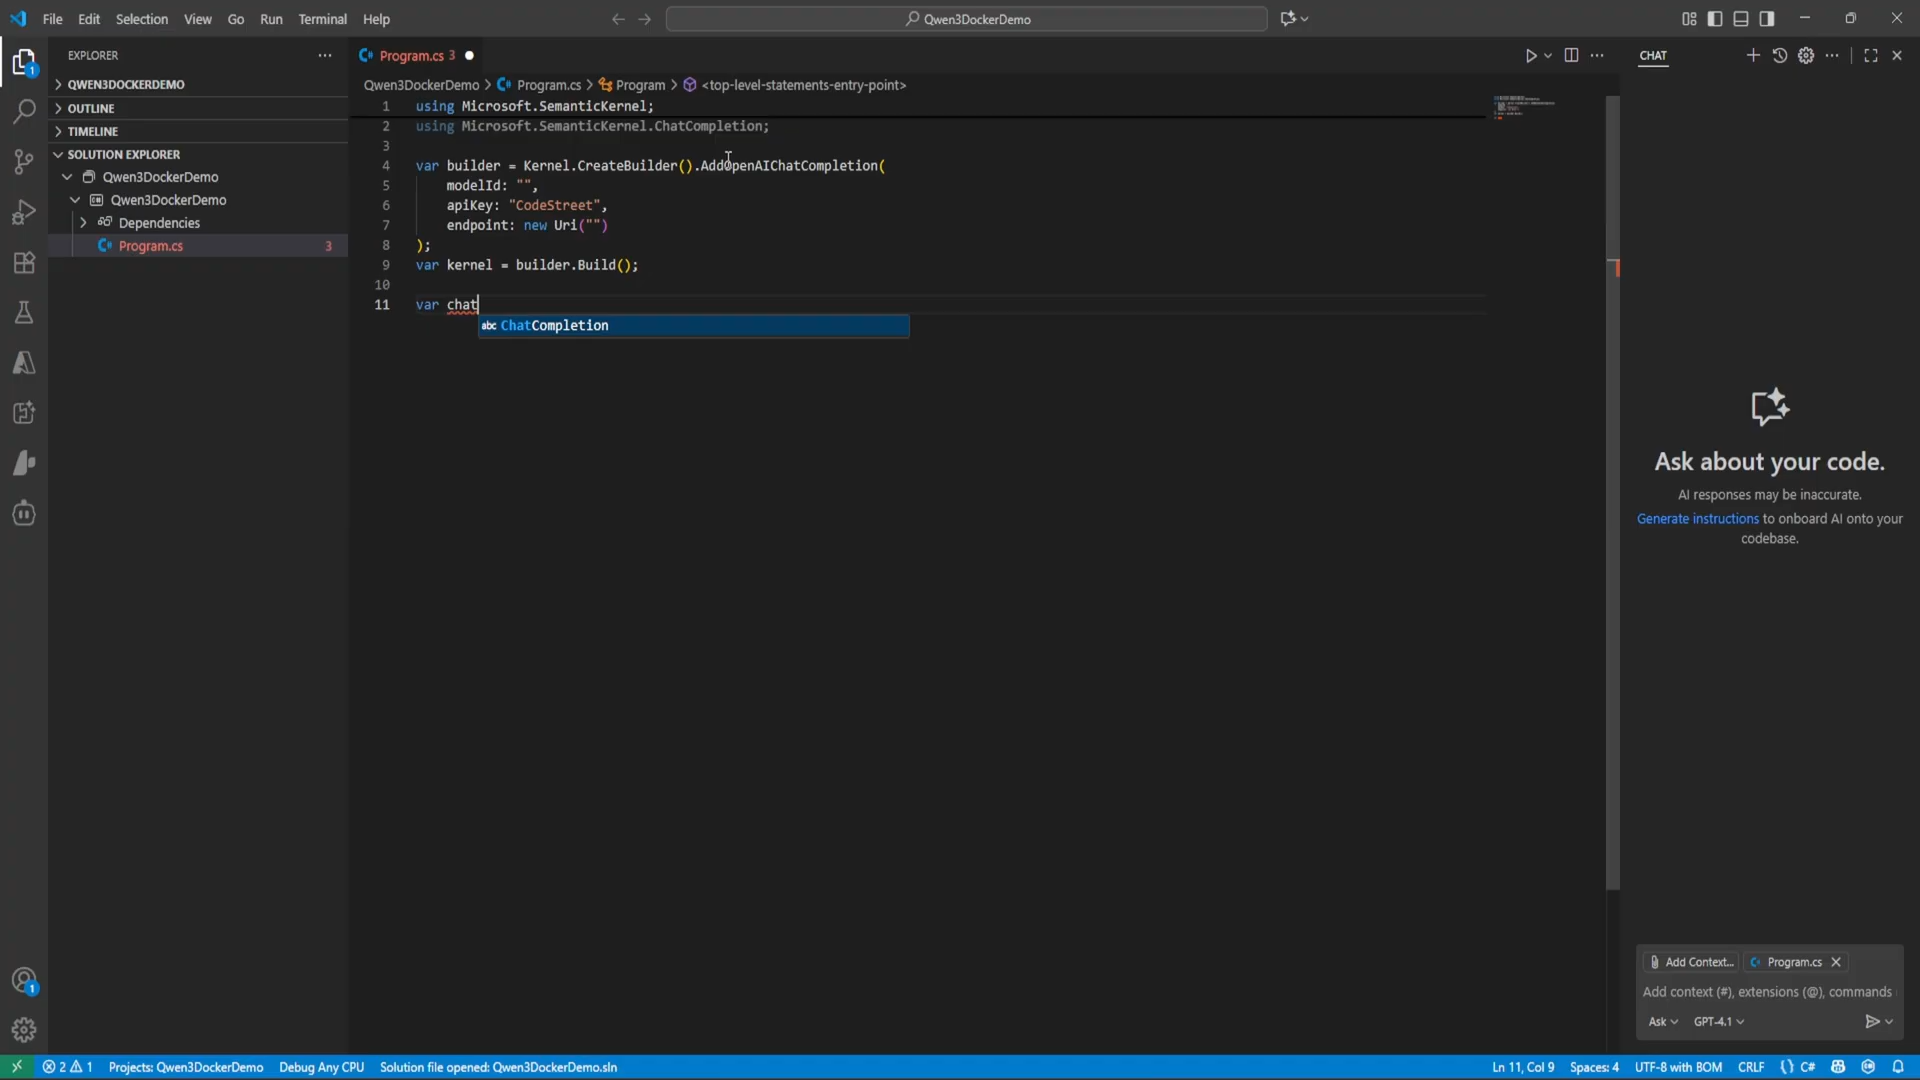 File Edit Selection View Go Run Terminal Help
Qwen3DockerDemo
EXPLORER
QWEN3DOCKERDEMO
OUTLINE
TIMELINE
SOLUTION EXPLORER
Qwen3DockerDemo
Qwen3DockerDemo
Dependencies
Program.cs 3
1
1
Program.cs 3
Qwen3DockerDemo > Program.cs > Program > <top-level-statements-entry-point>
1 using Microsoft.SemanticKernel;
2 using Microsoft.SemanticKernel.ChatCompletion;
3
4 var builder = Kernel.CreateBuilder().AddOpenAIChatCompletion(
5 modelId: "",
6 apiKey: "CodeStreet",
7 endpoint: new Uri("")
8 );
9 var kernel = builder.Build();
10
11 var chat
abc ChatCompletion
CHAT
Ask about your code.
AI responses may be inaccurate.
Generate instructions to onboard AI onto your
codebase.
Add Context... Program.cs
Add context (#), extensions (@), commands
Ask GPT-4.1
2 1 Projects: Qwen3DockerDemo Debug Any CPU Solution file opened: Qwen3DockerDemo.sln Ln 11, Col 9 Spaces: 4 UTF-8 with BOM CRLF {} C#